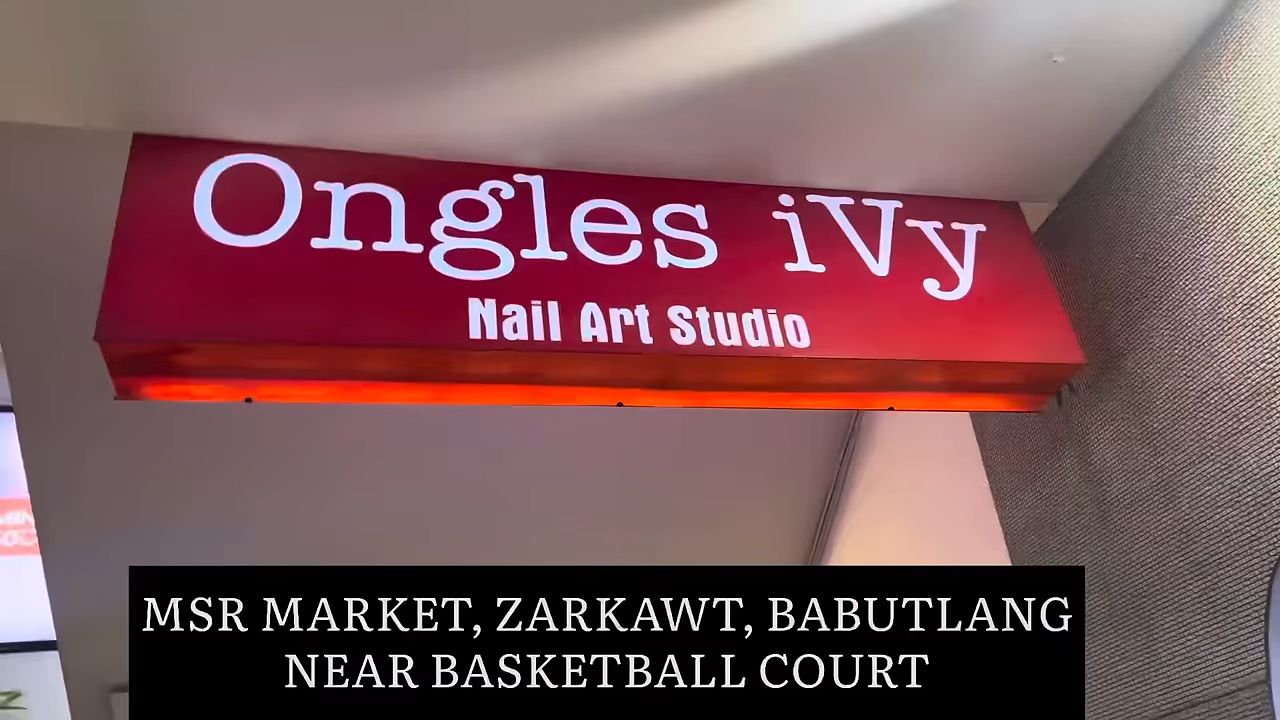 Ongles iVy
Nail Art Studio
MSR MARKET, ZARKAWT, BABUTLANG
NEAR BASKETBALL COURT